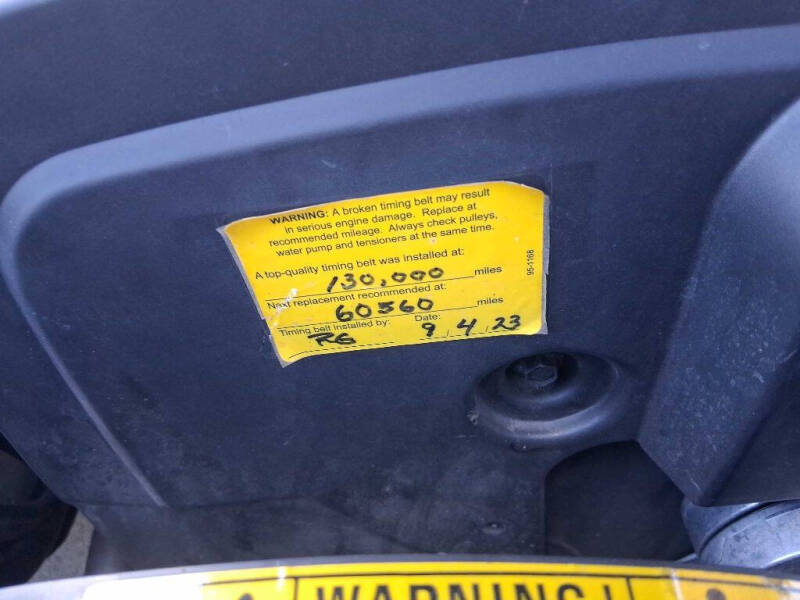 WARNING: A broken timing belt may result
in serious engine damage. Replace at
recommended mileage. Always check pulleys,
water pump and tensioners at the same time.
A top-quality timing belt was installed at:
130,000 miles
Next replacement recommended at:
60560 miles
Timing belt installed by: Date:
RG 9, 4, 23
95-1168
WARNING!